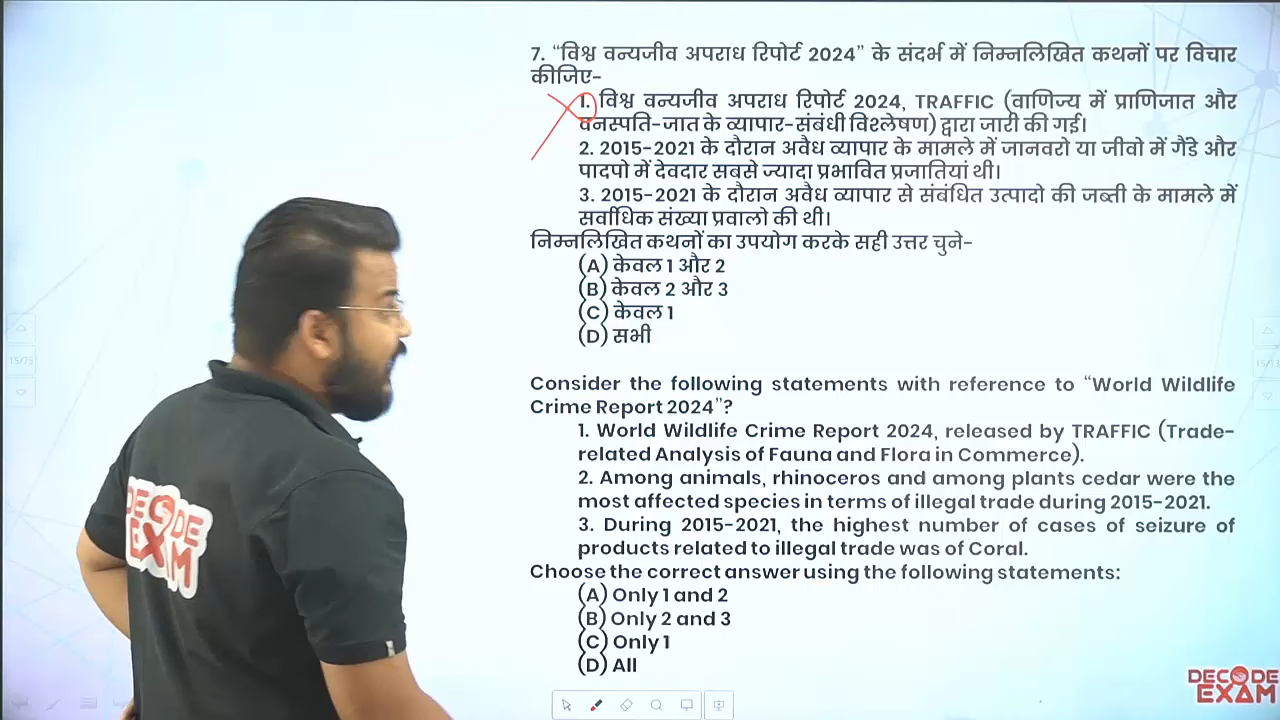 7. “विश्व वन्यजीव अपराध रिपोर्ट 2024” के संदर्भ में निम्नलिखित कथनों पर विचार
कीजिए-
1. विश्व वन्यजीव अपराध रिपोर्ट 2024, TRAFFIC (वाणिज्य में प्राणिजात और
वनस्पति-जात के व्यापार-संबंधी विश्लेषण) द्वारा जारी की गई।
2. 2015-2021 के दौरान अवैध व्यापार के मामले में जानवरो या जीवो में गैंडे और
पादपो में देवदार सबसे ज्यादा प्रभावित प्रजातियां थी।
3. 2015-2021 के दौरान अवैध व्यापार से संबंधित उत्पादो की जब्ती के मामले में
सर्वाधिक संख्या प्रवालो की थी।
निम्नलिखित कथनों का उपयोग करके सही उत्तर चुने-
(A) केवल 1 और 2
(B) केवल 2 और 3
(C) केवल 1
(D) सभी
Consider the following statements with reference to “World Wildlife
Crime Report 2024”?
1. World Wildlife Crime Report 2024, released by TRAFFIC (Trade-
related Analysis of Fauna and Flora in Commerce).
2. Among animals, rhinoceros and among plants cedar were the
most affected species in terms of illegal trade during 2015-2021.
3. During 2015-2021, the highest number of cases of seizure of
products related to illegal trade was of Coral.
Choose the correct answer using the following statements:
(A) Only 1 and 2
(B) Only 2 and 3
(C) Only 1
(D) All
DECODE
EXAM
DECODE
EXAM
15/73